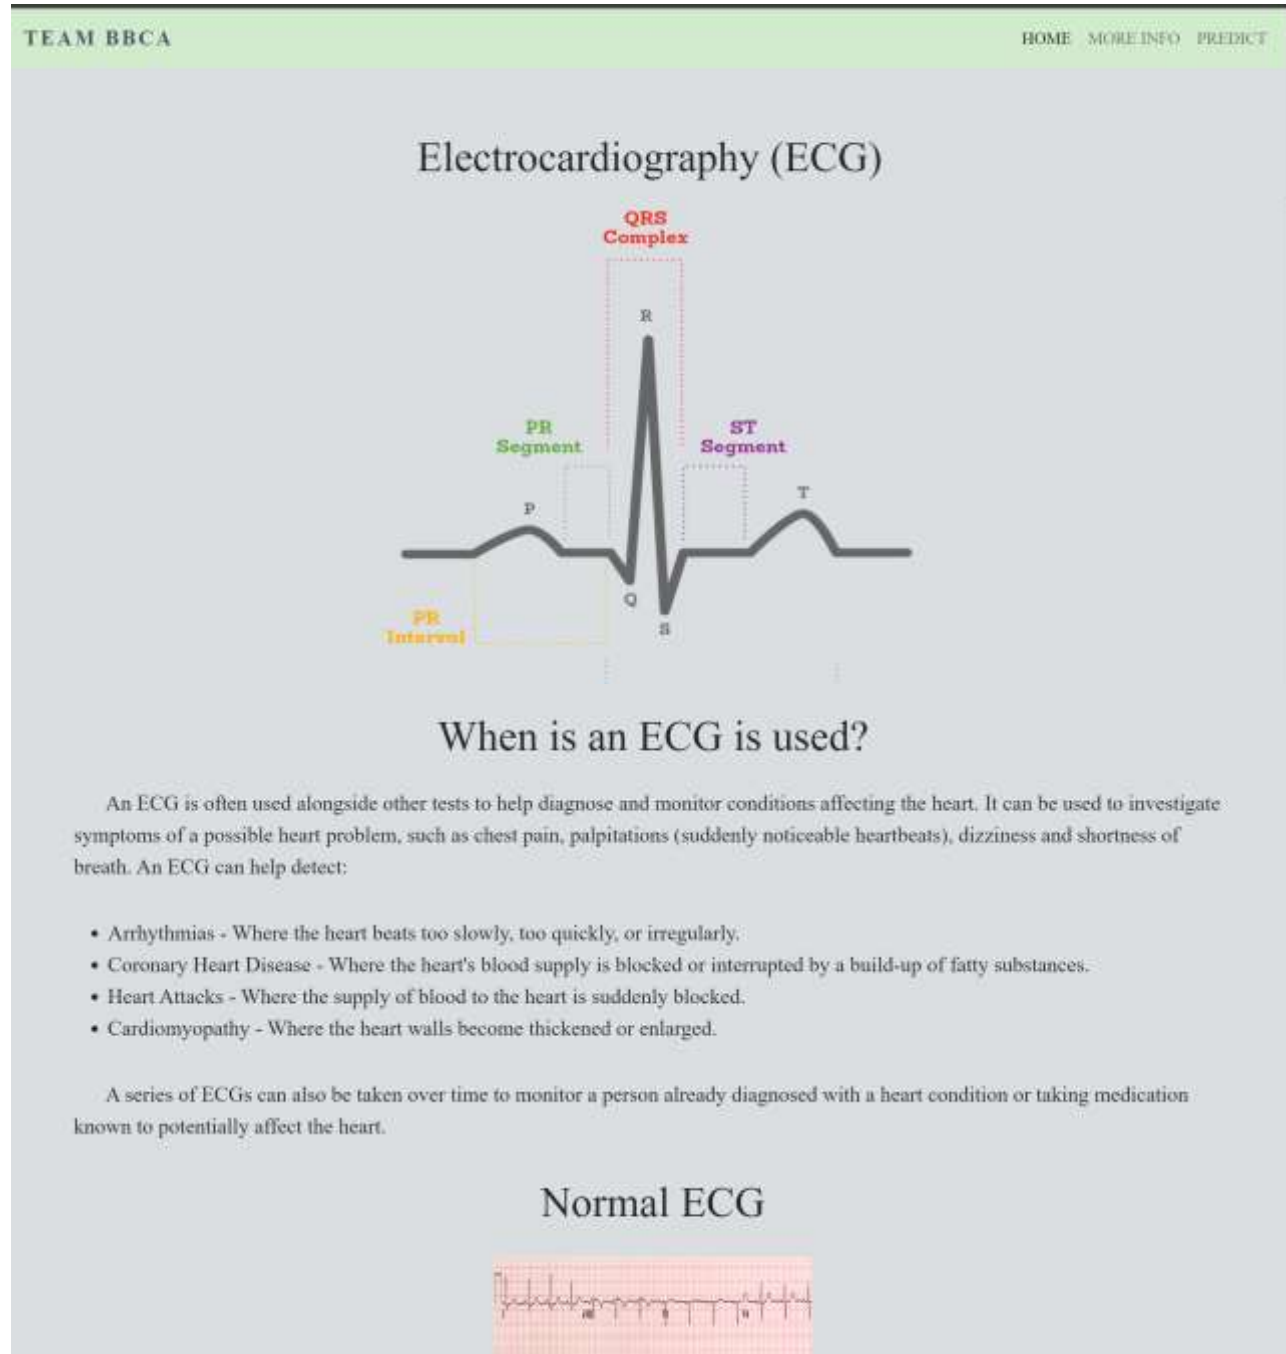 TEAM BBCA
HOME MORE INFO PREDICT
Electrocardiography (ECG)
QRS
Complex
R
PR
Segment
ST
Segment
P
T
Q
S
PR
Interval
When is an ECG is used?
An ECG is often used alongside other tests to help diagnose and monitor conditions affecting the heart. It can be used to investigate
symptoms of a possible heart problem, such as chest pain, palpitations (suddenly noticeable heartbeats), dizziness and shortness of
breath. An ECG can help detect:
• Arrhythmias - Where the heart beats too slowly, too quickly, or irregularly.
• Coronary Heart Disease - Where the heart's blood supply is blocked or interrupted by a build-up of fatty substances.
• Heart Attacks - Where the supply of blood to the heart is suddenly blocked.
• Cardiomyopathy - Where the heart walls become thickened or enlarged.
A series of ECGs can also be taken over time to monitor a person already diagnosed with a heart condition or taking medication
known to potentially affect the heart.
Normal ECG